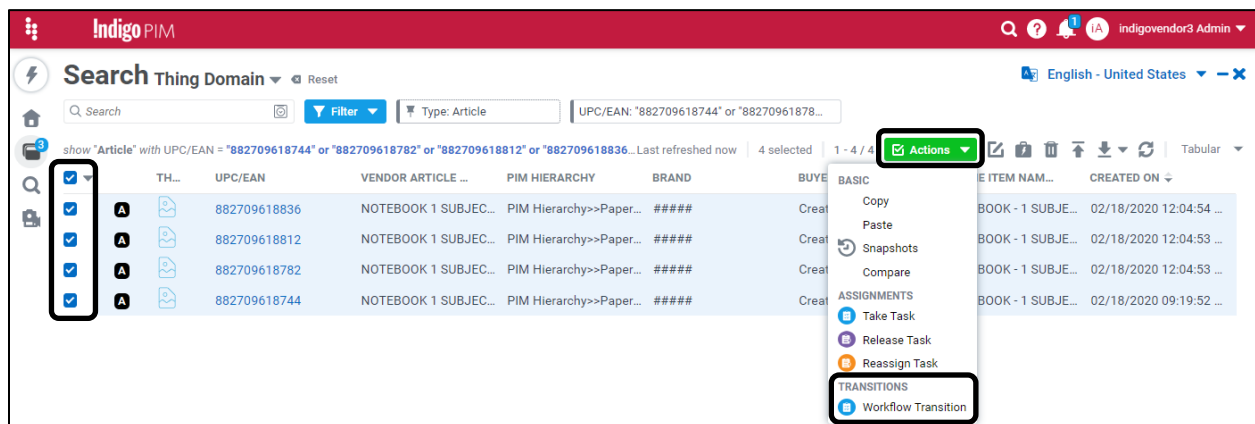 !ndigo PIM
1
iA
indigovendor3 Admin
Search Thing Domain
Reset
English - United States
Search
Filter
Type: Article
UPC/EAN: "882709618744" or "88270961878...
3
show "Article" with UPC/EAN = "882709618744" or "882709618782" or "882709618812" or "882709618836...
Last refreshed now
4 selected
1 - 4 / 4
Actions
Tabular
TH...
UPC/EAN
VENDOR ARTICLE ...
PIM HIERARCHY
BRAND
BUYE
E ITEM NAM...
CREATED ON
A
882709618836
NOTEBOOK 1 SUBJEC...
PIM Hierarchy>>Paper...
#####
Creat
BOOK - 1 SUBJE...
02/18/2020 12:04:54 ...
A
882709618812
NOTEBOOK 1 SUBJEC...
PIM Hierarchy>>Paper...
#####
Creat
BOOK - 1 SUBJE...
02/18/2020 12:04:53 ...
A
882709618782
NOTEBOOK 1 SUBJEC...
PIM Hierarchy>>Paper...
#####
Creat
BOOK - 1 SUBJE...
02/18/2020 12:04:53 ...
A
882709618744
NOTEBOOK 1 SUBJEC...
PIM Hierarchy>>Paper...
#####
Creat
BOOK - 1 SUBJE...
02/18/2020 09:19:52 ...
BASIC
Copy
Paste
Snapshots
Compare
ASSIGNMENTS
Take Task
Release Task
Reassign Task
TRANSITIONS
Workflow Transition